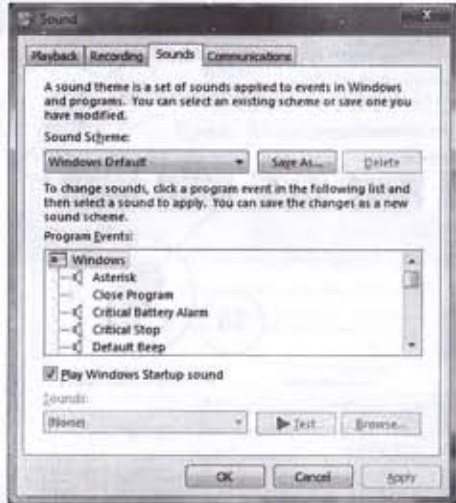 Sound
Playback Recording Sounds Communications
A sound theme is a set of sounds applied to events in Windows
and programs. You can select an existing scheme or save one you
have modified.
Sound Scheme:
Windows Default Save As... Delete
To change sounds, click a program event in the following list and
then select a sound to apply. You can save the changes as a new
sound scheme.
Program Events:
Windows
Asterisk
Close Program
Critical Battery Alarm
Critical Stop
Default Beep
Play Windows Startup sound
Sounds:
(None) Test Browse...
OK Cancel Apply